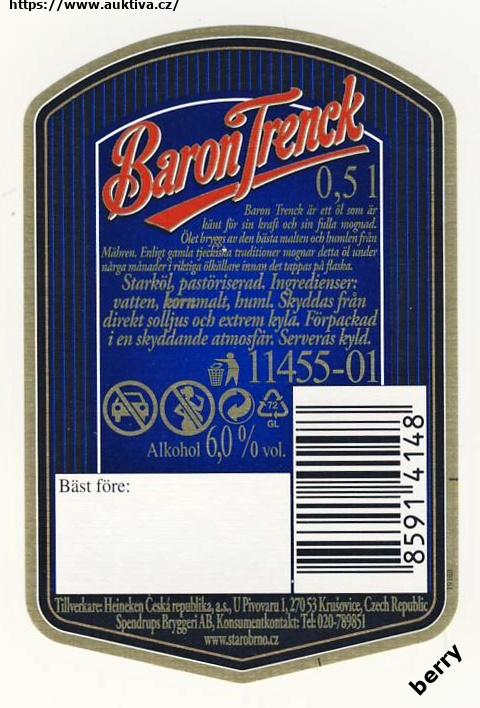 https://www.auktiva.cz/
Baron Trenck
0,5 l
Baron Trenck är ett öl som är
känt för sin kraft och sin fulla mognad.
Ölet bryggs av den bästa malten och humlen från
Mähren. Enligt gamla tjeckiska traditioner mognar detta öl under
några månader i riktiga ölkällare innan det tappas på flaska.
Starköl, pastöriserad. Ingredienser:
vatten, kornmalt, huml. Skyddas från
direkt solljus och extrem kyla. Förpackad
i en skyddande atmosfär. Serveras kyld.
11455-01
72
GL
Alkohol 6,0 % vol.
Bäst före:
8591 4148
Tillverkare: Heineken Česká republika, a.s., U Pivovaru 1, 270 53 Krušovice, Czech Republic
Spendrups Bryggeri AB, Konsumentkontakt: Tel: 020-789851
www.starobrno.cz
berry